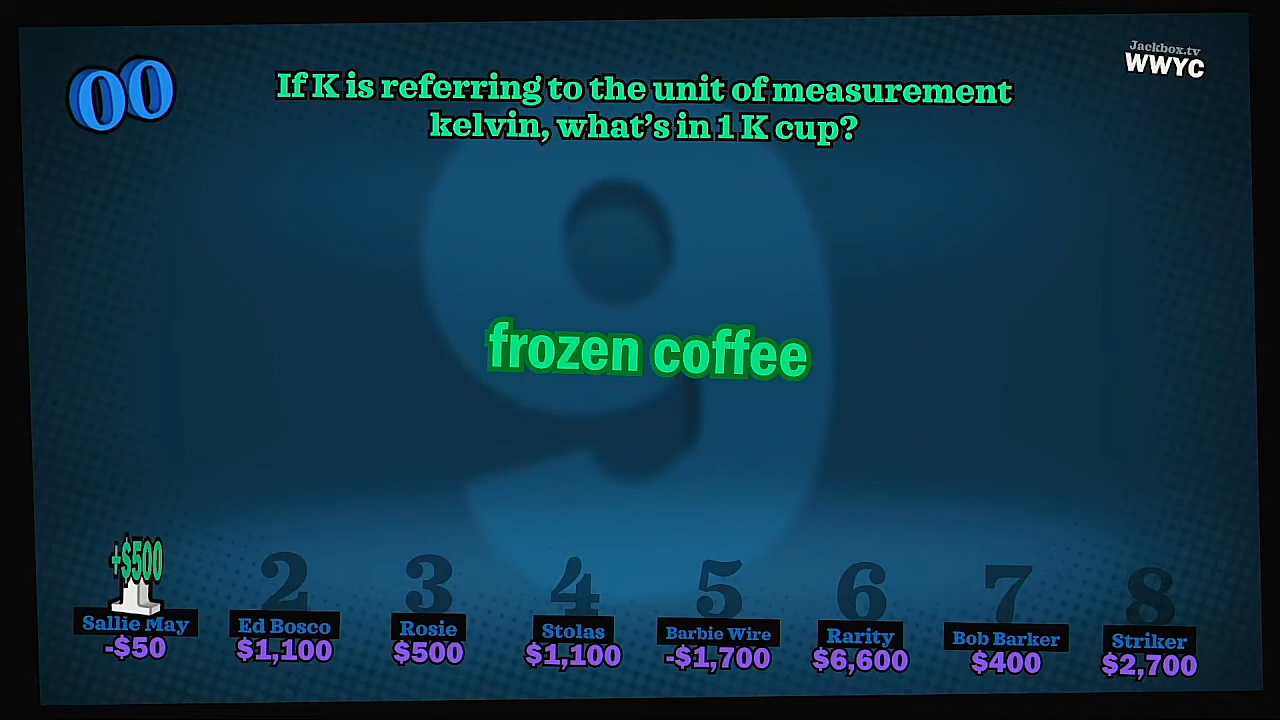 00
If K is referring to the unit of measurement
kelvin, what's in 1 K cup?
Jackbox.tv
WWYC
9
frozen coffee
+$500
2
3
4
5
6
7
8
Sallie May
Ed Bosco
Rosie
Stolas
Barbie Wire
Rarity
Bob Barker
Striker
-$50
$1,100
$500
$1,100
-$1,700
$6,600
$400
$2,700